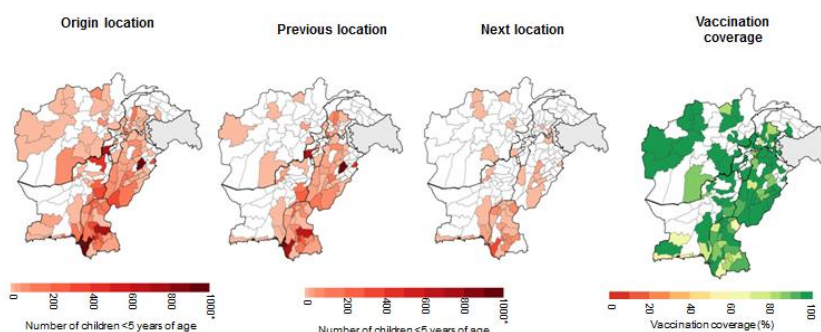 Origin location
Previous location
Next location
Vaccination
coverage
0
200
400
600
800
1000*
Number of children <5 years of age
0
200
400
600
800
1000*
Number of children <5 years of age
0
20
40
60
80
100
Vaccination coverage (%)